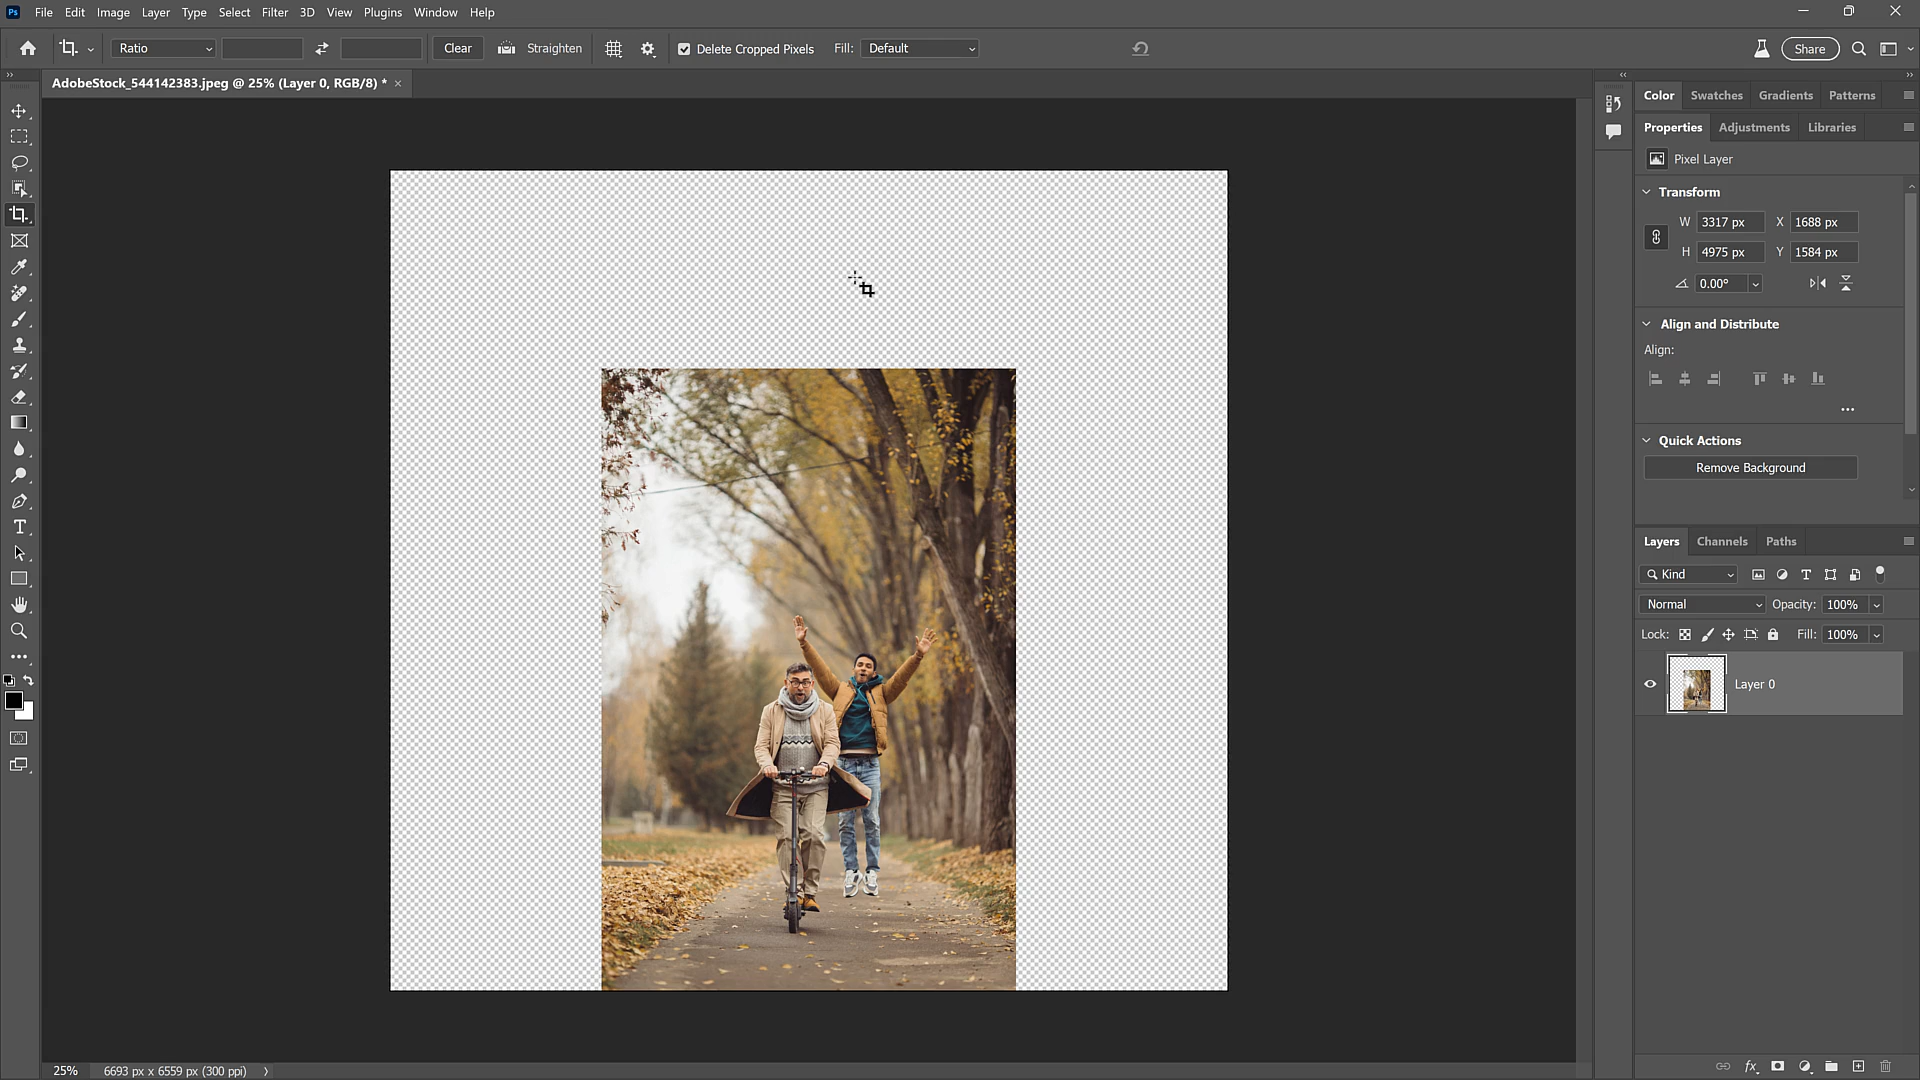 Ps File Edit Image Layer Type Select Filter 3D View Plugins Window Help
Ratio Clear Straighten Delete Cropped Pixels Fill: Default Share
AdobeStock_544142383.jpeg @ 25% (Layer 0, RGB/8) *
Color Swatches Gradients Patterns
Properties Adjustments Libraries
Pixel Layer
Transform
W 3317 px X 1688 px
H 4975 px Y 1584 px
0.00°
Align and Distribute
Align:
Quick Actions
Remove Background
Layers Channels Paths
Kind
Normal Opacity: 100%
Lock: Fill: 100%
Layer 0
25% 6693 px x 6559 px (300 ppi)